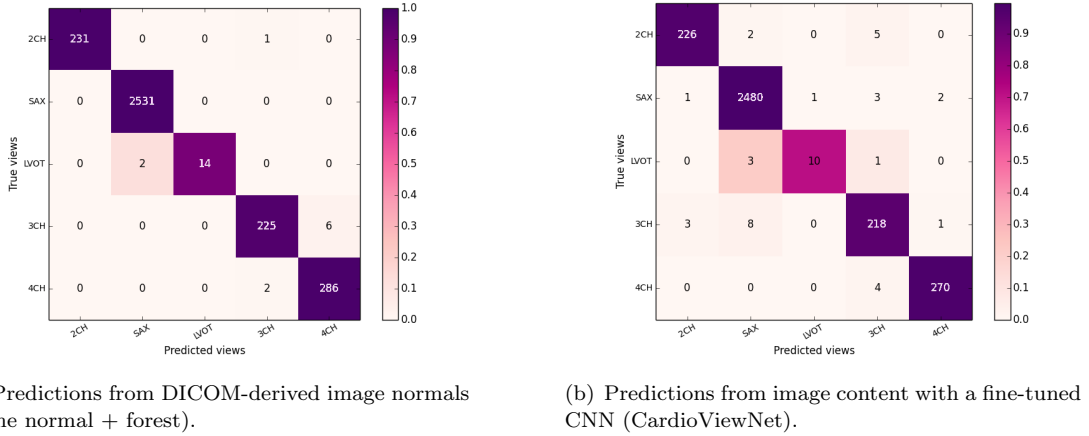 1.0
0.9
0.8
0.7
0.6
0.5
0.4
0.3
0.2
0.1
0.0
True views
2CH 231 0 0 1 0
SAX 0 2531 0 0 0
LVOT 0 2 14 0 0
3CH 0 0 0 225 6
4CH 0 0 0 2 286
2CH SAX LVOT 3CH 4CH
Predicted views
Predictions from DICOM-derived image normals
normal + forest).
0.9
0.8
0.7
0.6
0.5
0.4
0.3
0.2
0.1
0.0
True views
2CH 226 2 0 5 0
SAX 1 2480 1 3 2
LVOT 0 3 10 1 0
3CH 3 8 0 218 1
4CH 0 0 0 4 270
2CH SAX LVOT 3CH 4CH
Predicted views
(b) Predictions from image content with a fine-tuned
CNN (CardioViewNet).